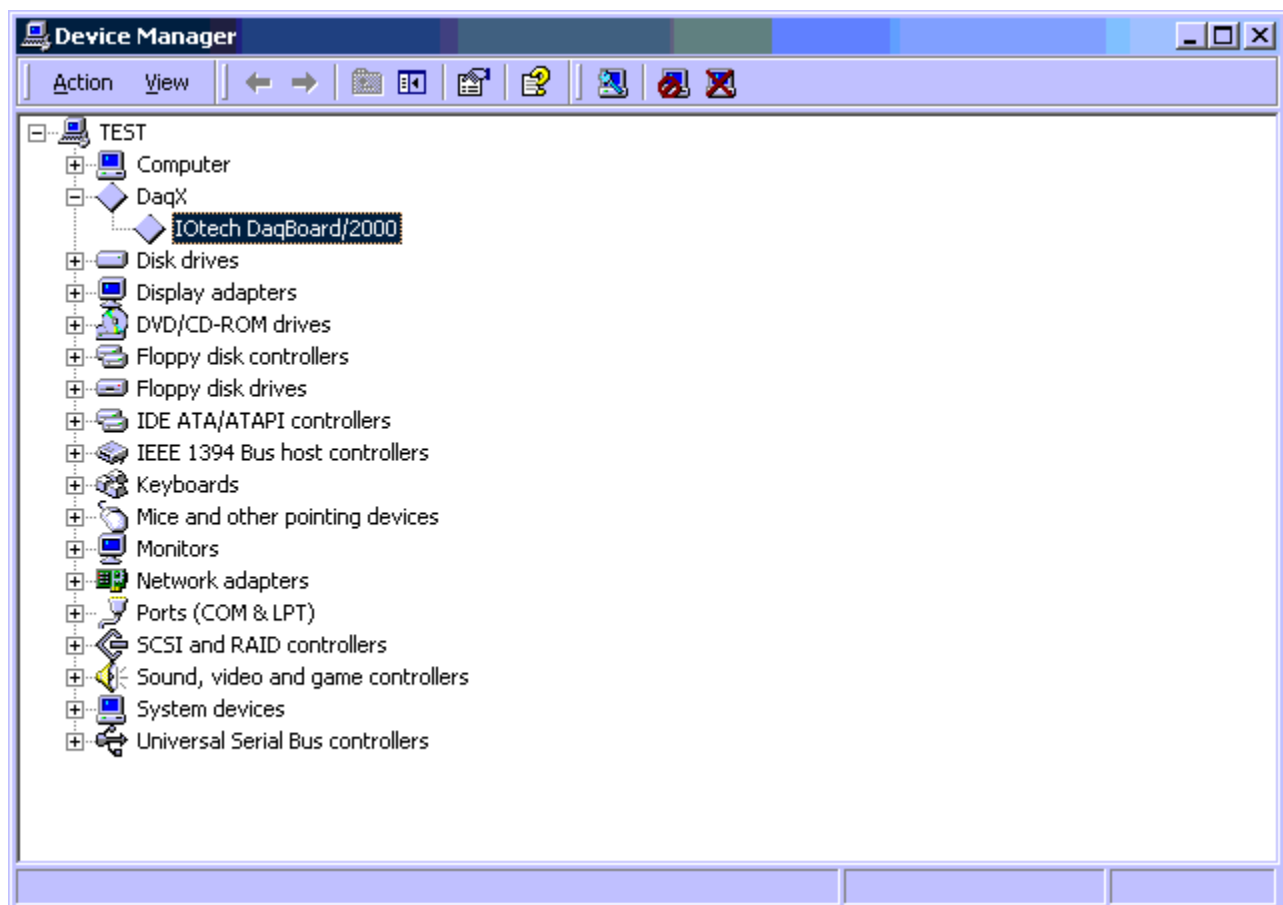 Device Manager
Action View
TEST
Computer
DaqX
IOtech DaqBoard/2000
Disk drives
Display adapters
DVD/CD-ROM drives
Floppy disk controllers
Floppy disk drives
IDE ATA/ATAPI controllers
IEEE 1394 Bus host controllers
Keyboards
Mice and other pointing devices
Monitors
Network adapters
Ports (COM & LPT)
SCSI and RAID controllers
Sound, video and game controllers
System devices
Universal Serial Bus controllers